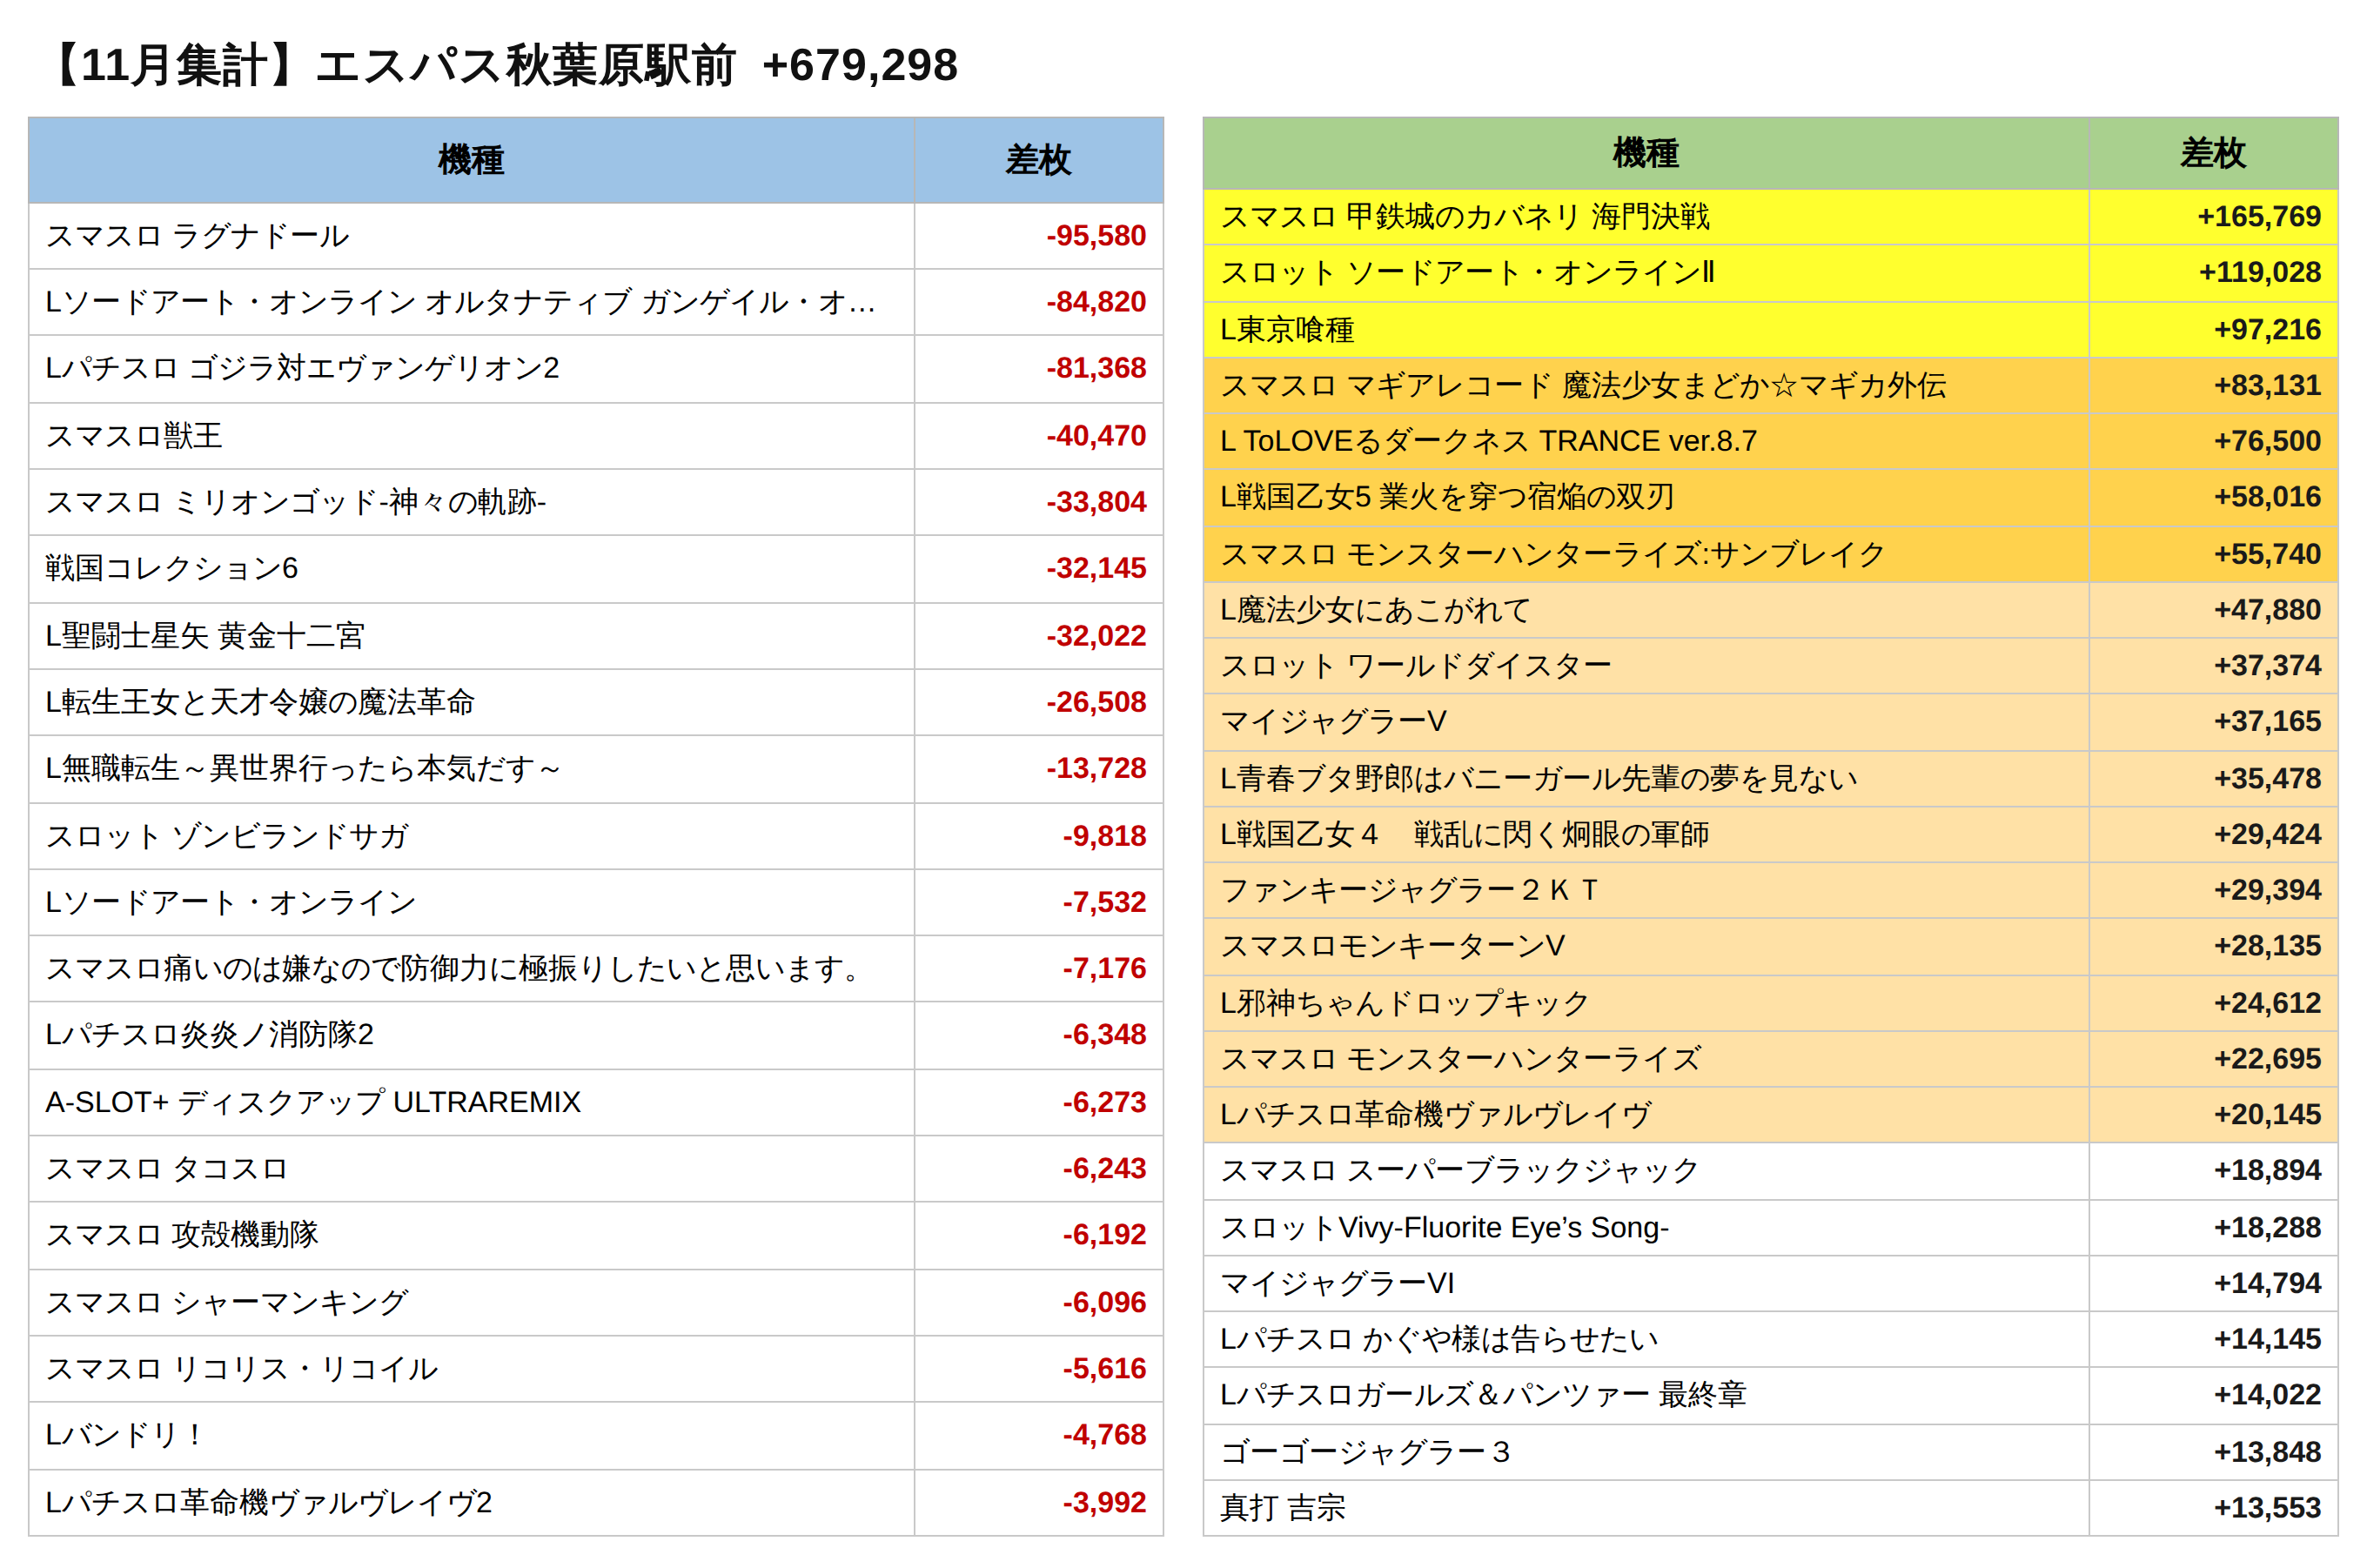 【11月集計】エスパス秋葉原駅前 +679,298
機種 差枚
スマスロ ラグナドール -95,580
Lソードアート・オンライン オルタナティブ ガンゲイル・オ… -84,820
Lパチスロ ゴジラ対エヴァンゲリオン2 -81,368
スマスロ獣王 -40,470
スマスロ ミリオンゴッド-神々の軌跡- -33,804
戦国コレクション6 -32,145
L聖闘士星矢 黄金十二宮 -32,022
L転生王女と天才令嬢の魔法革命 -26,508
L無職転生～異世界行ったら本気だす～ -13,728
スロット ゾンビランドサガ -9,818
Lソードアート・オンライン -7,532
スマスロ痛いのは嫌なので防御力に極振りしたいと思います。 -7,176
Lパチスロ炎炎ノ消防隊2 -6,348
A-SLOT+ ディスクアップ ULTRAREMIX -6,273
スマスロ タコスロ -6,243
スマスロ 攻殻機動隊 -6,192
スマスロ シャーマンキング -6,096
スマスロ リコリス・リコイル -5,616
Lバンドリ！ -4,768
Lパチスロ革命機ヴァルヴレイヴ2 -3,992
機種 差枚
スマスロ 甲鉄城のカバネリ 海門決戦 +165,769
スロット ソードアート・オンラインⅡ +119,028
L東京喰種 +97,216
スマスロ マギアレコード 魔法少女まどか☆マギカ外伝 +83,131
L ToLOVEるダークネス TRANCE ver.8.7 +76,500
L戦国乙女5 業火を穿つ宿焔の双刃 +58,016
スマスロ モンスターハンターライズ:サンブレイク +55,740
L魔法少女にあこがれて +47,880
スロット ワールドダイスター +37,374
マイジャグラーV +37,165
L青春ブタ野郎はバニーガール先輩の夢を見ない +35,478
L戦国乙女４　戦乱に閃く炯眼の軍師 +29,424
ファンキージャグラー２ＫＴ +29,394
スマスロモンキーターンV +28,135
L邪神ちゃんドロップキック +24,612
スマスロ モンスターハンターライズ +22,695
Lパチスロ革命機ヴァルヴレイヴ +20,145
スマスロ スーパーブラックジャック +18,894
スロットVivy-Fluorite Eye’s Song- +18,288
マイジャグラーVI +14,794
Lパチスロ かぐや様は告らせたい +14,145
Lパチスロガールズ＆パンツァー 最終章 +14,022
ゴーゴージャグラー３ +13,848
真打 吉宗 +13,553